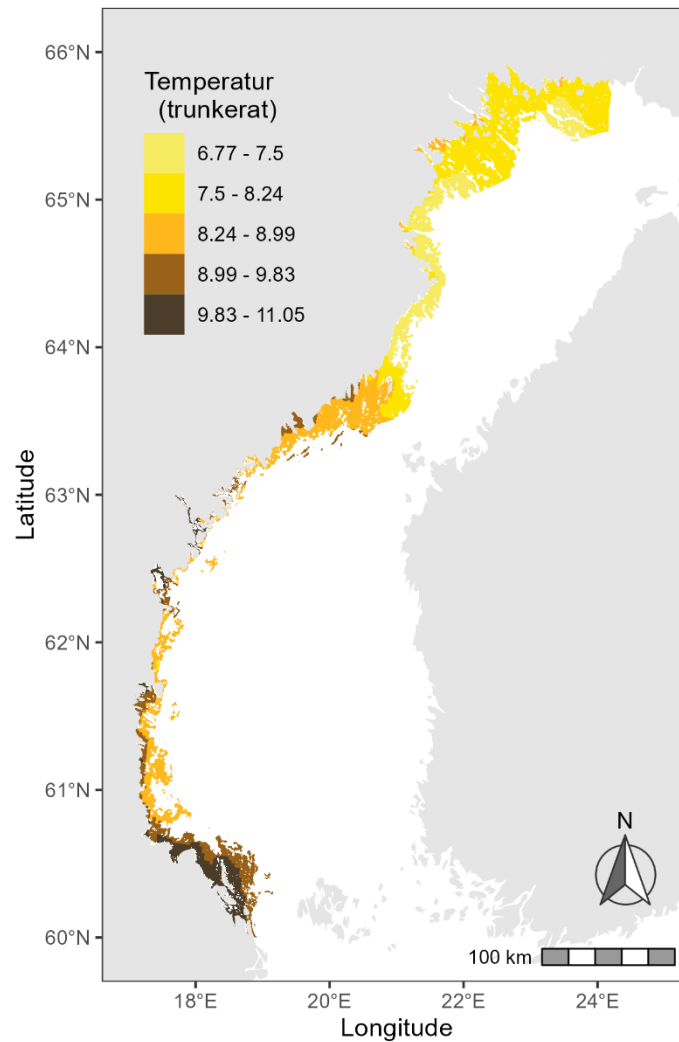 66°N
65°N
64°N
63°N
62°N
61°N
60°N
Latitude
Temperatur
(trunkerat)
6.77 - 7.5
7.5 - 8.24
8.24 - 8.99
8.99 - 9.83
9.83 - 11.05
N
100 km
18°E 20°E 22°E 24°E
Longitude